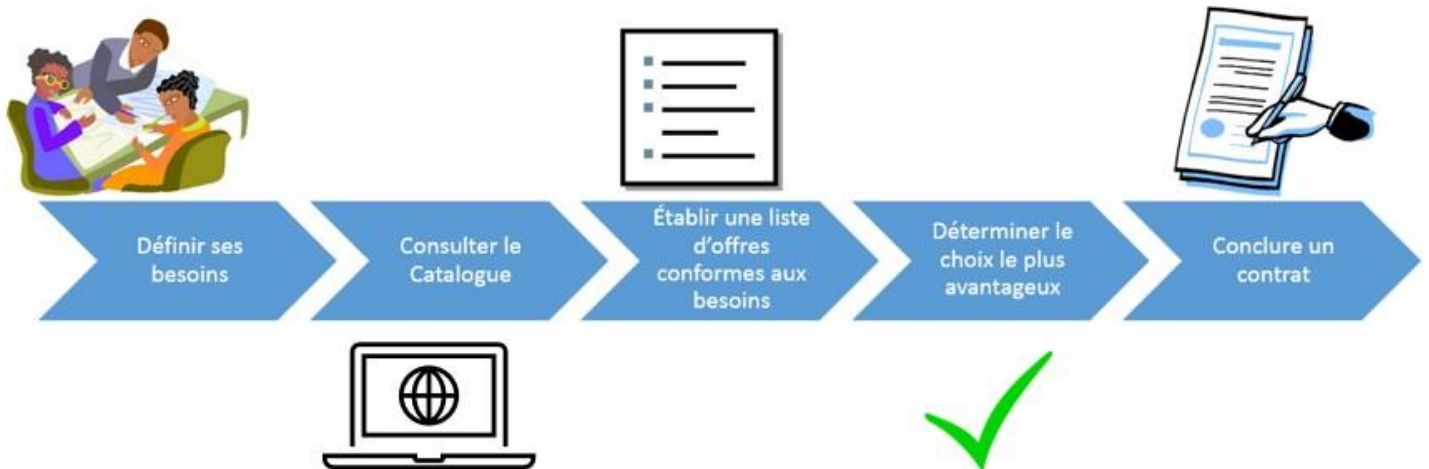 Définir ses
besoins
Consulter le
Catalogue
Établir une liste
d'offres
conformes aux
besoins
Déterminer le
choix le plus
avantageux
Conclure un
contrat